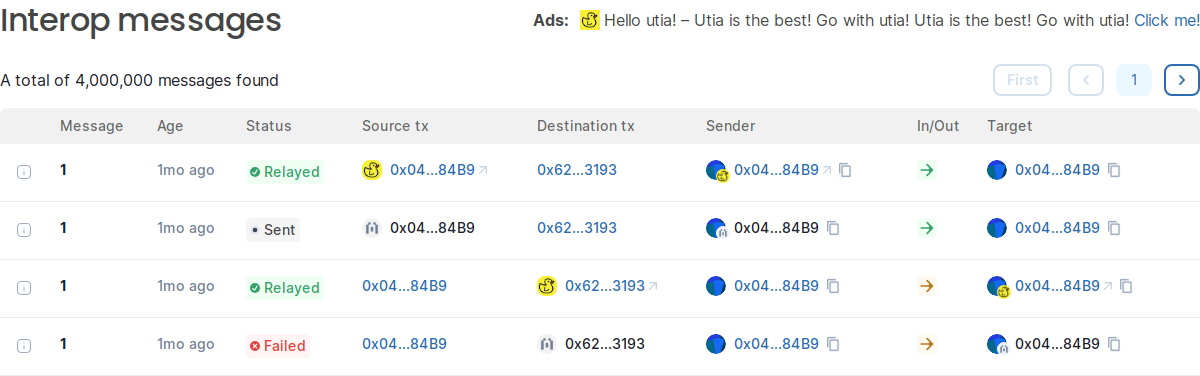 Interop messages
Ads: Hello utia! – Utia is the best! Go with utia! Utia is the best! Go with utia! Click me!
A total of 4,000,000 messages found
First 1
Message Age Status Source tx Destination tx Sender In/Out Target
1 1mo ago Relayed 0x04...84B9 0x62...3193 0x04...84B9 0x04...84B9
1 1mo ago Sent 0x04...84B9 0x62...3193 0x04...84B9 0x04...84B9
1 1mo ago Relayed 0x04...84B9 0x62...3193 0x04...84B9 0x04...84B9
1 1mo ago Failed 0x04...84B9 0x62...3193 0x04...84B9 0x04...84B9